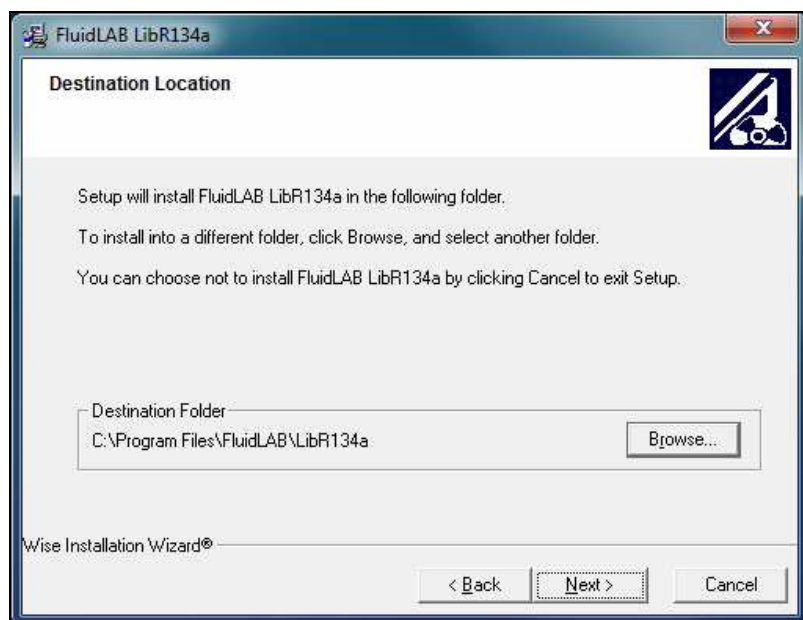 FluidLAB LibR134a
Destination Location
Setup will install FluidLAB LibR134a in the following folder.
To install into a different folder, click Browse, and select another folder.
You can choose not to install FluidLAB LibR134a by clicking Cancel to exit Setup.
Destination Folder
C:\Program Files\FluidLAB\LibR134a
Browse...
Wise Installation Wizard®
< Back Next > Cancel